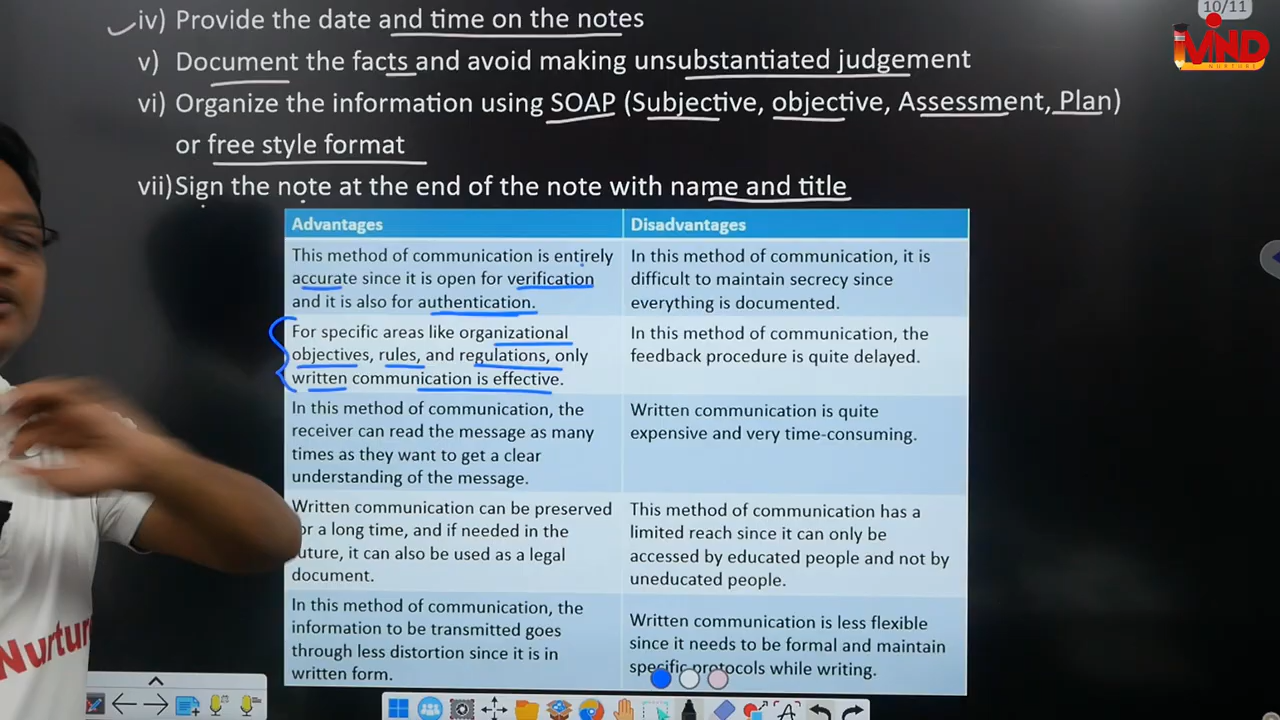 10/11
iv) Provide the date and time on the notes
MIND
NURTURE
v) Document the facts and avoid making unsubstantiated judgement
vi) Organize the information using SOAP (Subjective, objective, Assessment, Plan)
or free style format
vii)Sign the note at the end of the note with name and title
Advantages
This method of communication is entirely
accurate since it is open for verification
and it is also for authentication.
For specific areas like organizational
objectives, rules, and regulations, only
written communication is effective.
In this method of communication, the
receiver can read the message as many
times as they want to get a clear
understanding of the message.
Written communication can be preserved
for a long time, and if needed in the
future, it can also be used as a legal
document.
In this method of communication, the
information to be transmitted goes
through less distortion since it is in
written form.
Disadvantages
In this method of communication, it is
difficult to maintain secrecy since
everything is documented.
In this method of communication, the
feedback procedure is quite delayed.
Written communication is quite
expensive and very time-consuming.
This method of communication has a
limited reach since it can only be
accessed by educated people and not by
uneducated people.
Written communication is less flexible
since it needs to be formal and maintain
specific protocols while writing.
Nurtur